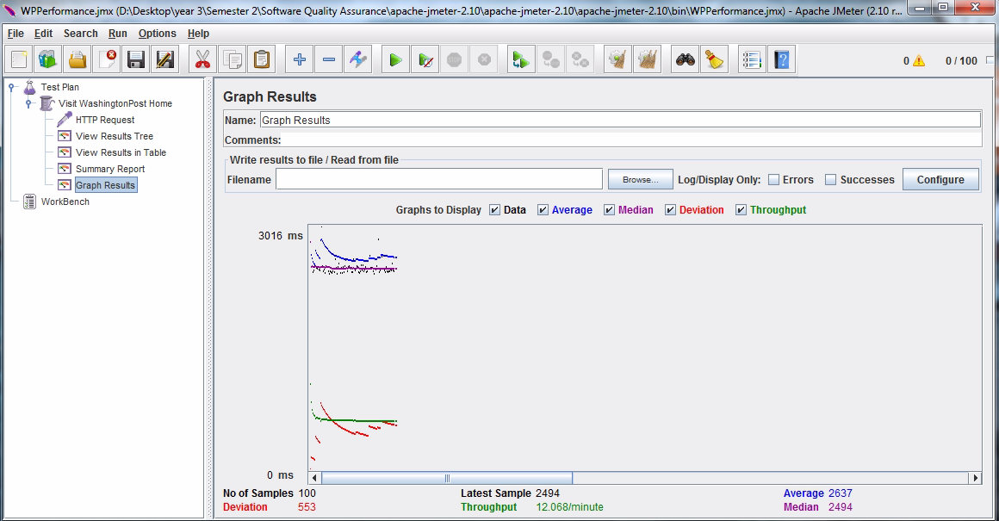 WPPerformance.jmx (D:\Desktop\year 3\Semester 2\Software Quality Assurance\apache-jmeter-2.10\apache-jmeter-2.10\apache-jmeter-2.10\bin\WPPerformance.jmx) - Apache JMeter (2.10 r...
File Edit Search Run Options Help
0 0 / 100
Test Plan
Visit WashingtonPost Home
HTTP Request
View Results Tree
View Results in Table
Summary Report
Graph Results
WorkBench
Graph Results
Name: Graph Results
Comments:
Write results to file / Read from file
Filename Browse... Log/Display Only: Errors Successes Configure
Graphs to Display Data Average Median Deviation Throughput
3016 ms
0 ms
No of Samples 100 Latest Sample 2494 Average 2637
Deviation 553 Throughput 12.068/minute Median 2494